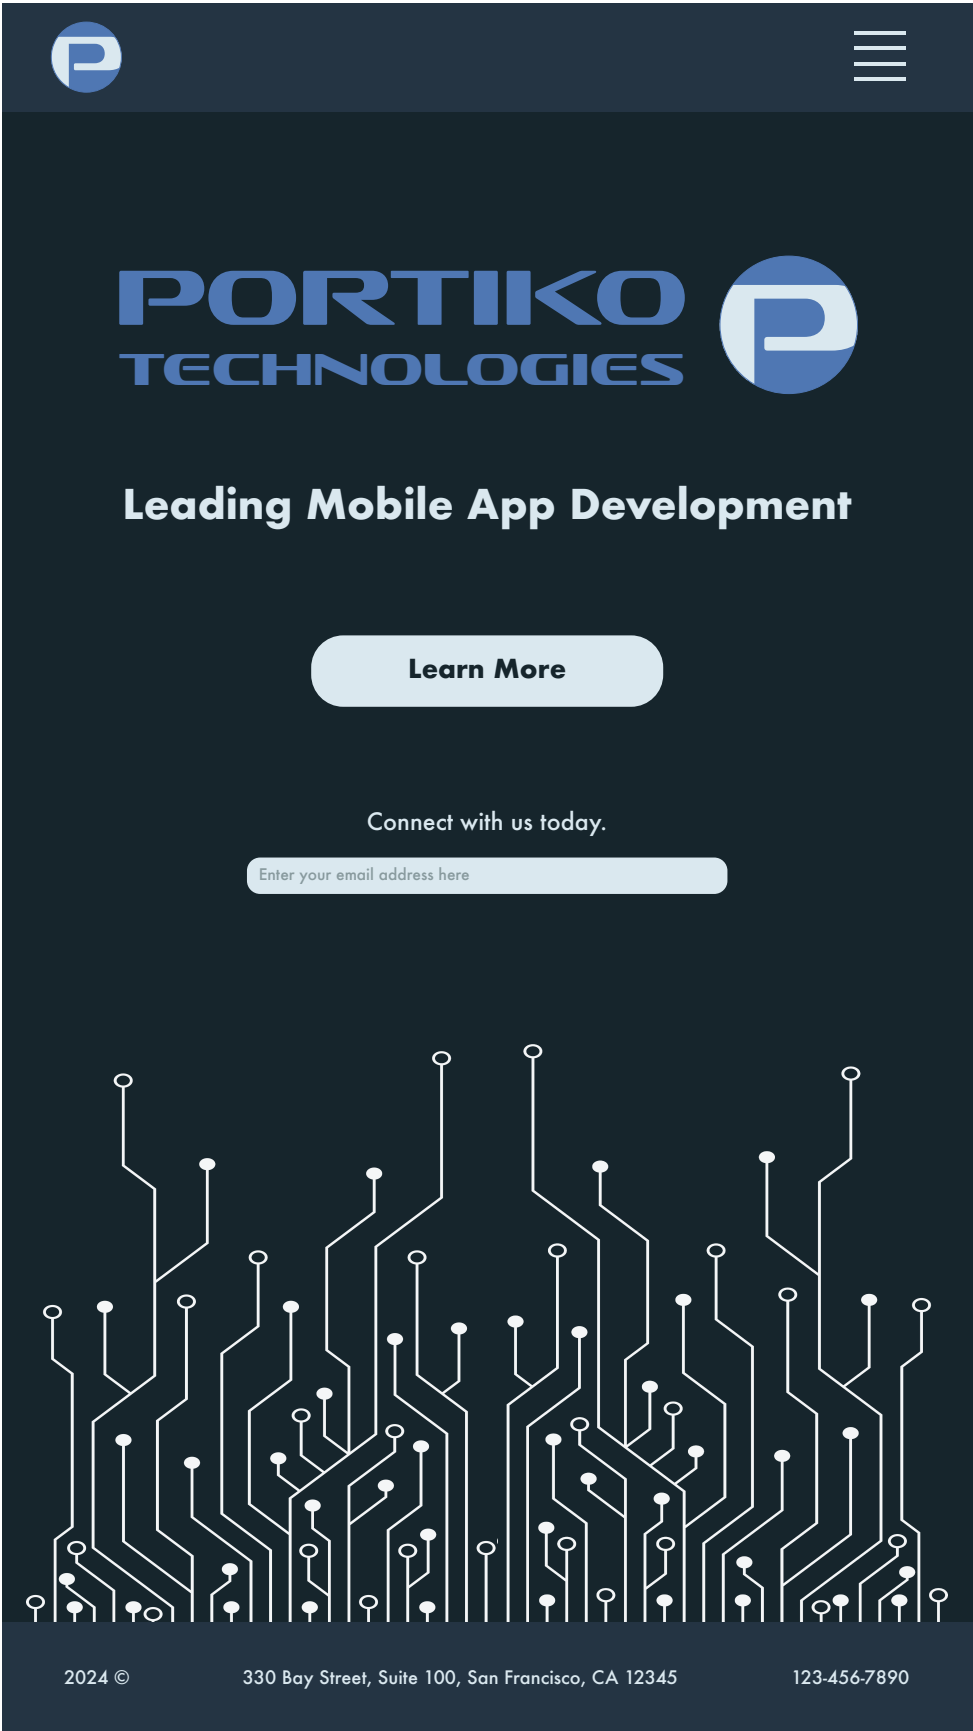 P
PORTIKO
TECHNOLOGIES
P
Leading Mobile App Development
Learn More
Connect with us today.
Enter your email address here
2024 ©
330 Bay Street, Suite 100, San Francisco, CA 12345
123-456-7890